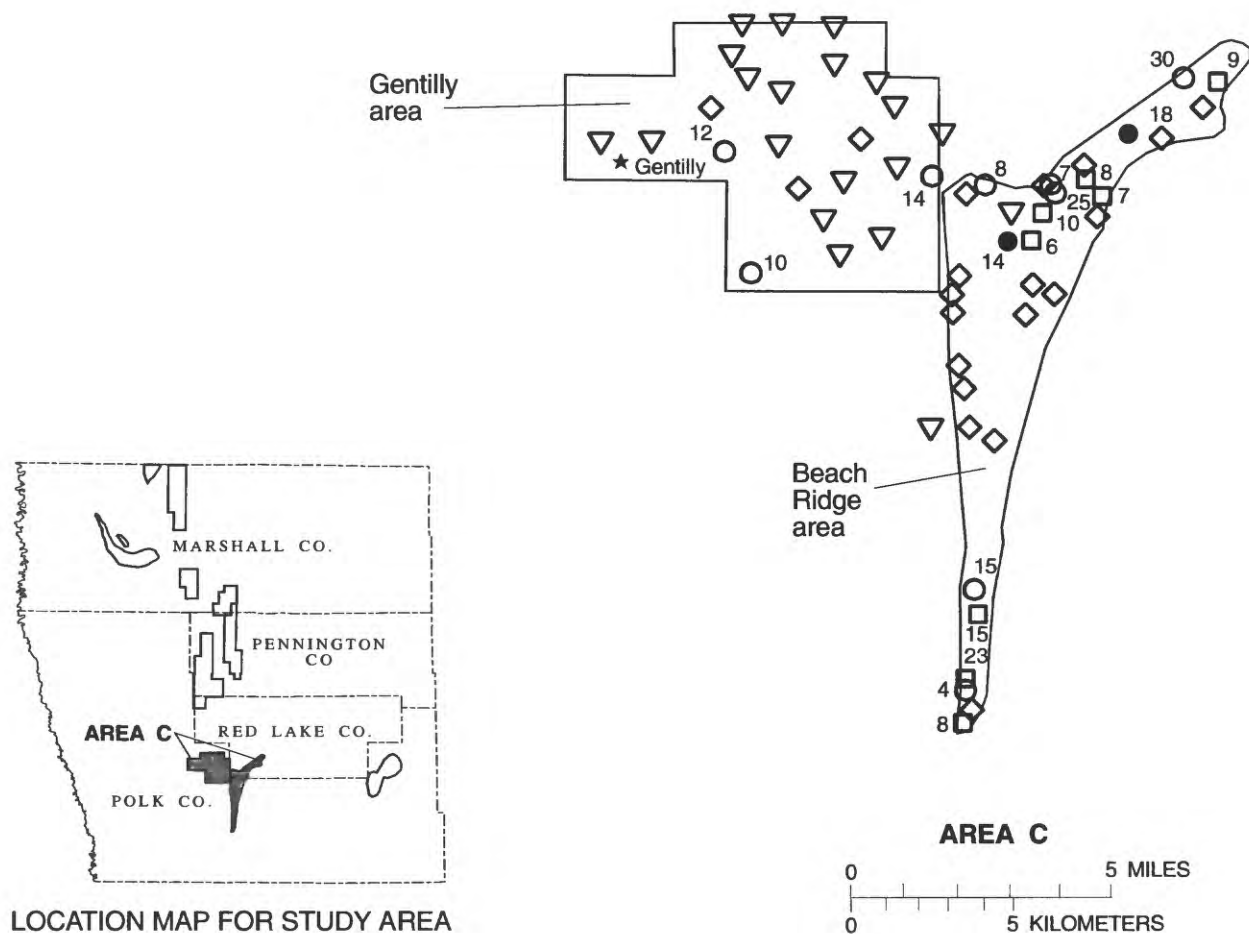 Gentilly
area
30
9
18
12
Gentilly
14
8
7
8
7
25
10
6
14
10
Beach
Ridge
area
15
15
23
4
8
MARSHALL CO.
PENNINGTON
CO
AREA C
RED LAKE CO.
POLK CO.
LOCATION MAP FOR STUDY AREA
AREA C
0 5 MILES
0 5 KILOMETERS